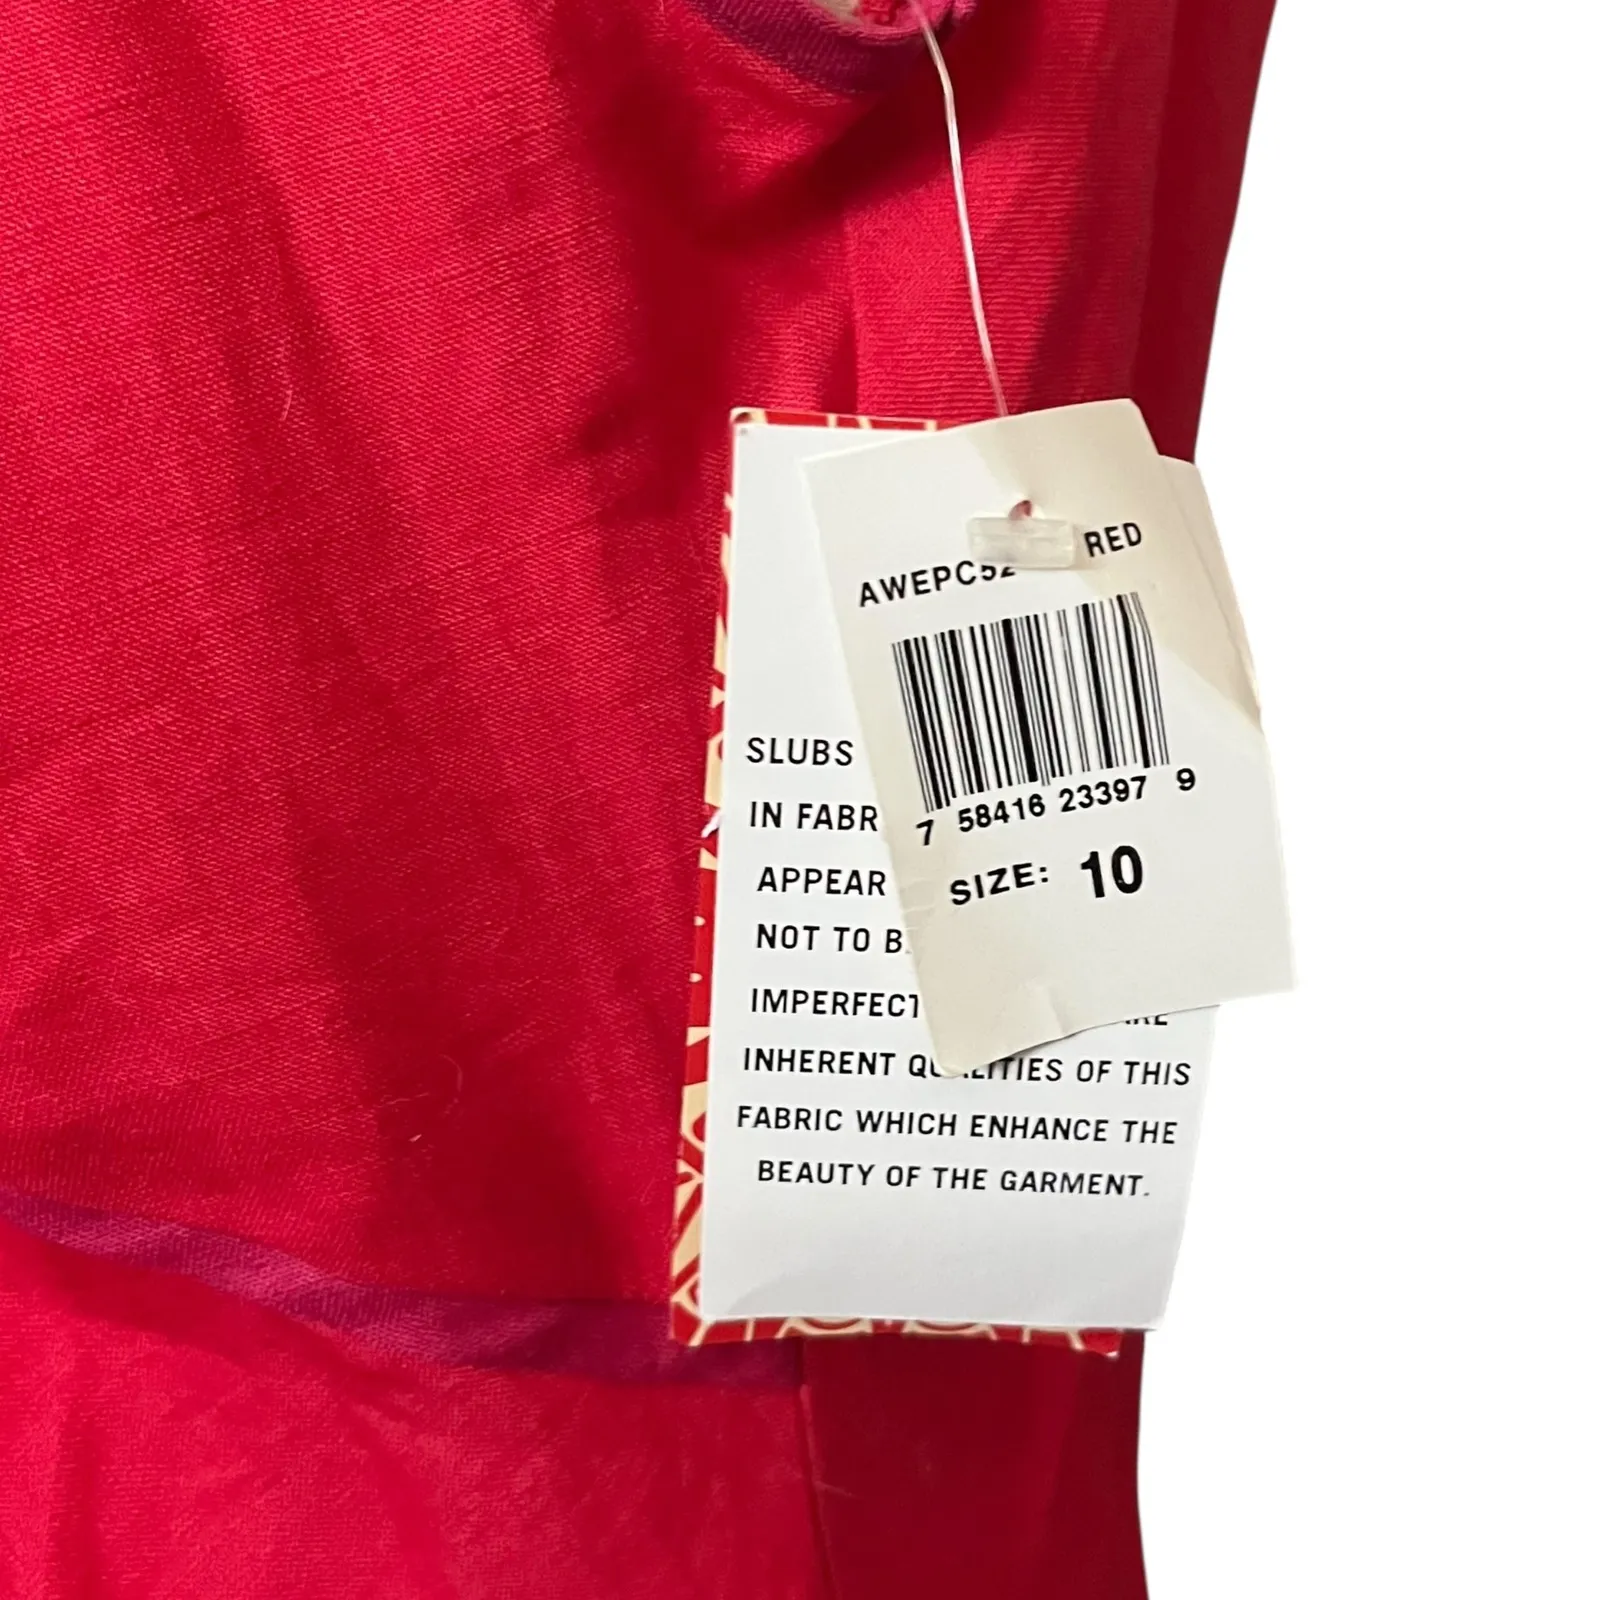 RED
AWEPC52
7 58416 23397 9
SIZE: 10
SLUBS
IN FABR
APPEAR
NOT TO B
IMPERFECT
INHERENT QUALITIES OF THIS
FABRIC WHICH ENHANCE THE
BEAUTY OF THE GARMENT.